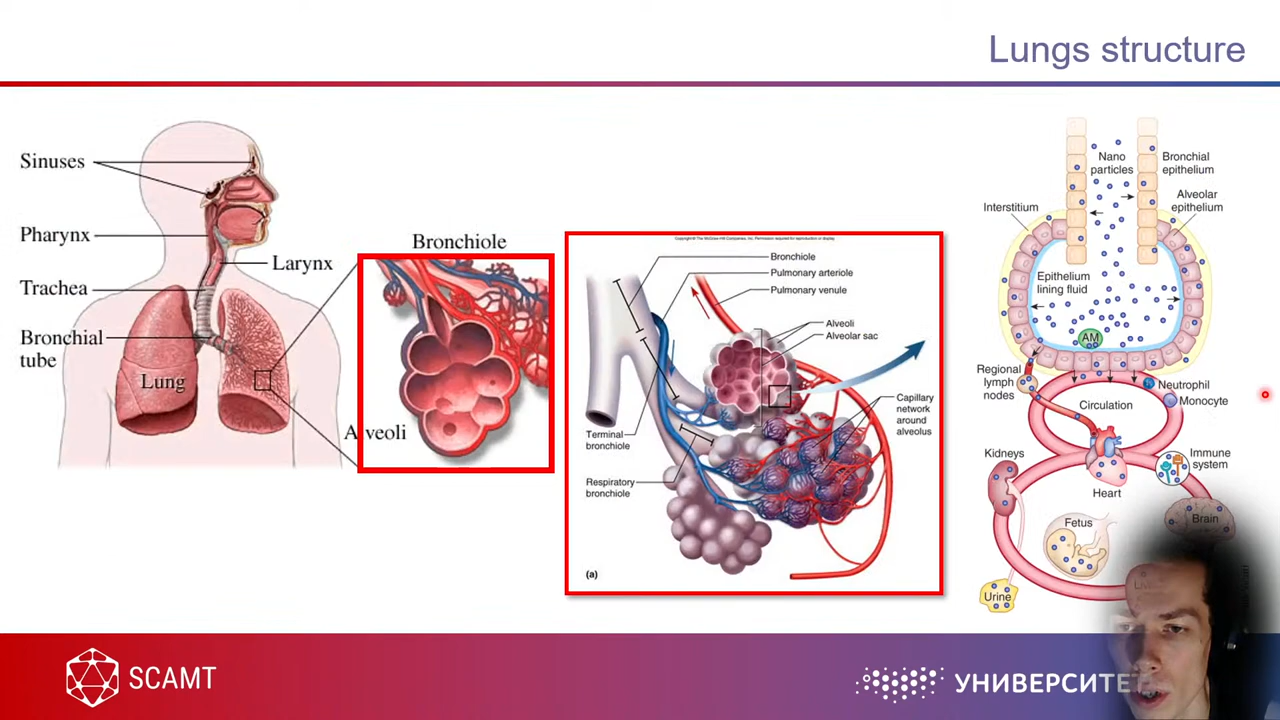 Lungs structure
Sinuses
Pharynx
Larynx
Trachea
Bronchial
tube
Lung
Bronchiole
Alveoli
Bronchiole
Pulmonary arteriole
Pulmonary venule
Alveoli
Alveolar sac
Capillary
network
around
alveolus
Terminal
bronchiole
Respiratory
bronchiole
(a)
Nano
particles
Bronchial
epithelium
Alveolar
epithelium
Interstitium
Epithelium
lining fluid
AM
Regional
lymph
nodes
Neutrophil
Monocyte
Circulation
Kidneys
Immune
system
Heart
Fetus
Brain
Urine
SCAMT
УНИВЕРСИТЕТ